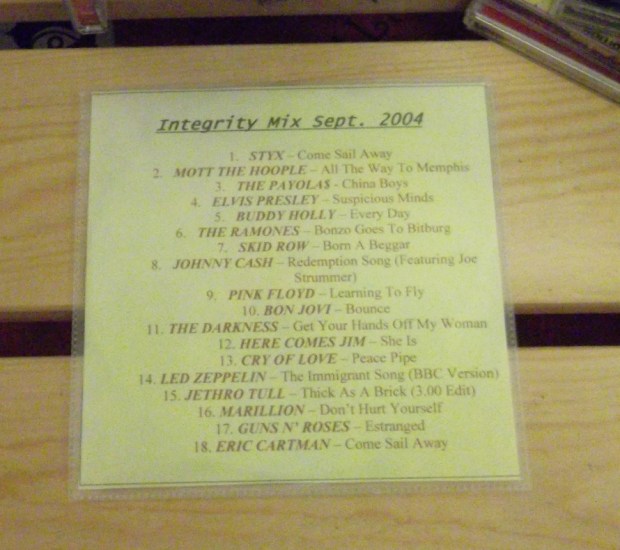 Integrity Mix Sept. 2004
1. STYX – Come Sail Away
2. MOTT THE HOOPLE – All The Way To Memphis
3. THE PAYOLA$ - China Boys
4. ELVIS PRESLEY – Suspicious Minds
5. BUDDY HOLLY – Every Day
6. THE RAMONES – Bonzo Goes To Bitburg
7. SKID ROW – Born A Beggar
8. JOHNNY CASH – Redemption Song (Featuring Joe
Strummer)
9. PINK FLOYD – Learning To Fly
10. BON JOVI – Bounce
11. THE DARKNESS – Get Your Hands Off My Woman
12. HERE COMES JIM – She Is
13. CRY OF LOVE – Peace Pipe
14. LED ZEPPELIN – The Immigrant Song (BBC Version)
15. JETHRO TULL – Thick As A Brick (3.00 Edit)
16. MARILLION – Don't Hurt Yourself
17. GUNS N' ROSES – Estranged
18. ERIC CARTMAN – Come Sail Away